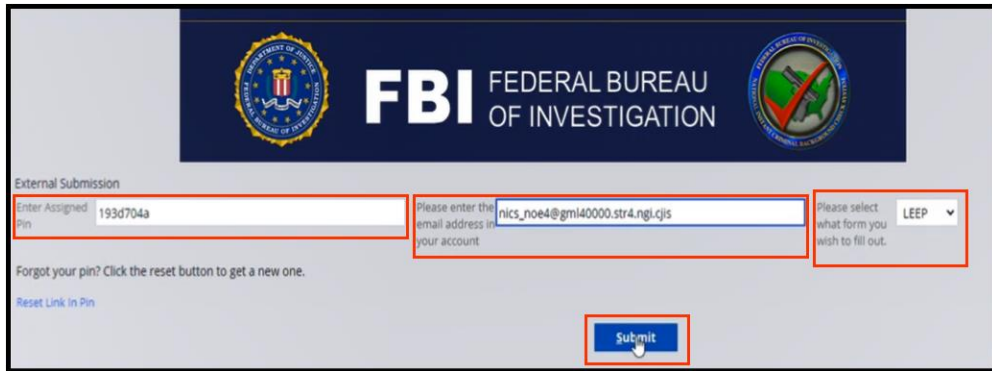 FBI FEDERAL BUREAU
OF INVESTIGATION
External Submission
Enter Assigned
Pin
193d704a
Please enter the
email address in
your account
nics_noe4@gml40000.str4.ngi.cjis
Please select
what form you
wish to fill out.
LEEP
Forgot your pin? Click the reset button to get a new one.
Reset Link In Pin
Submit